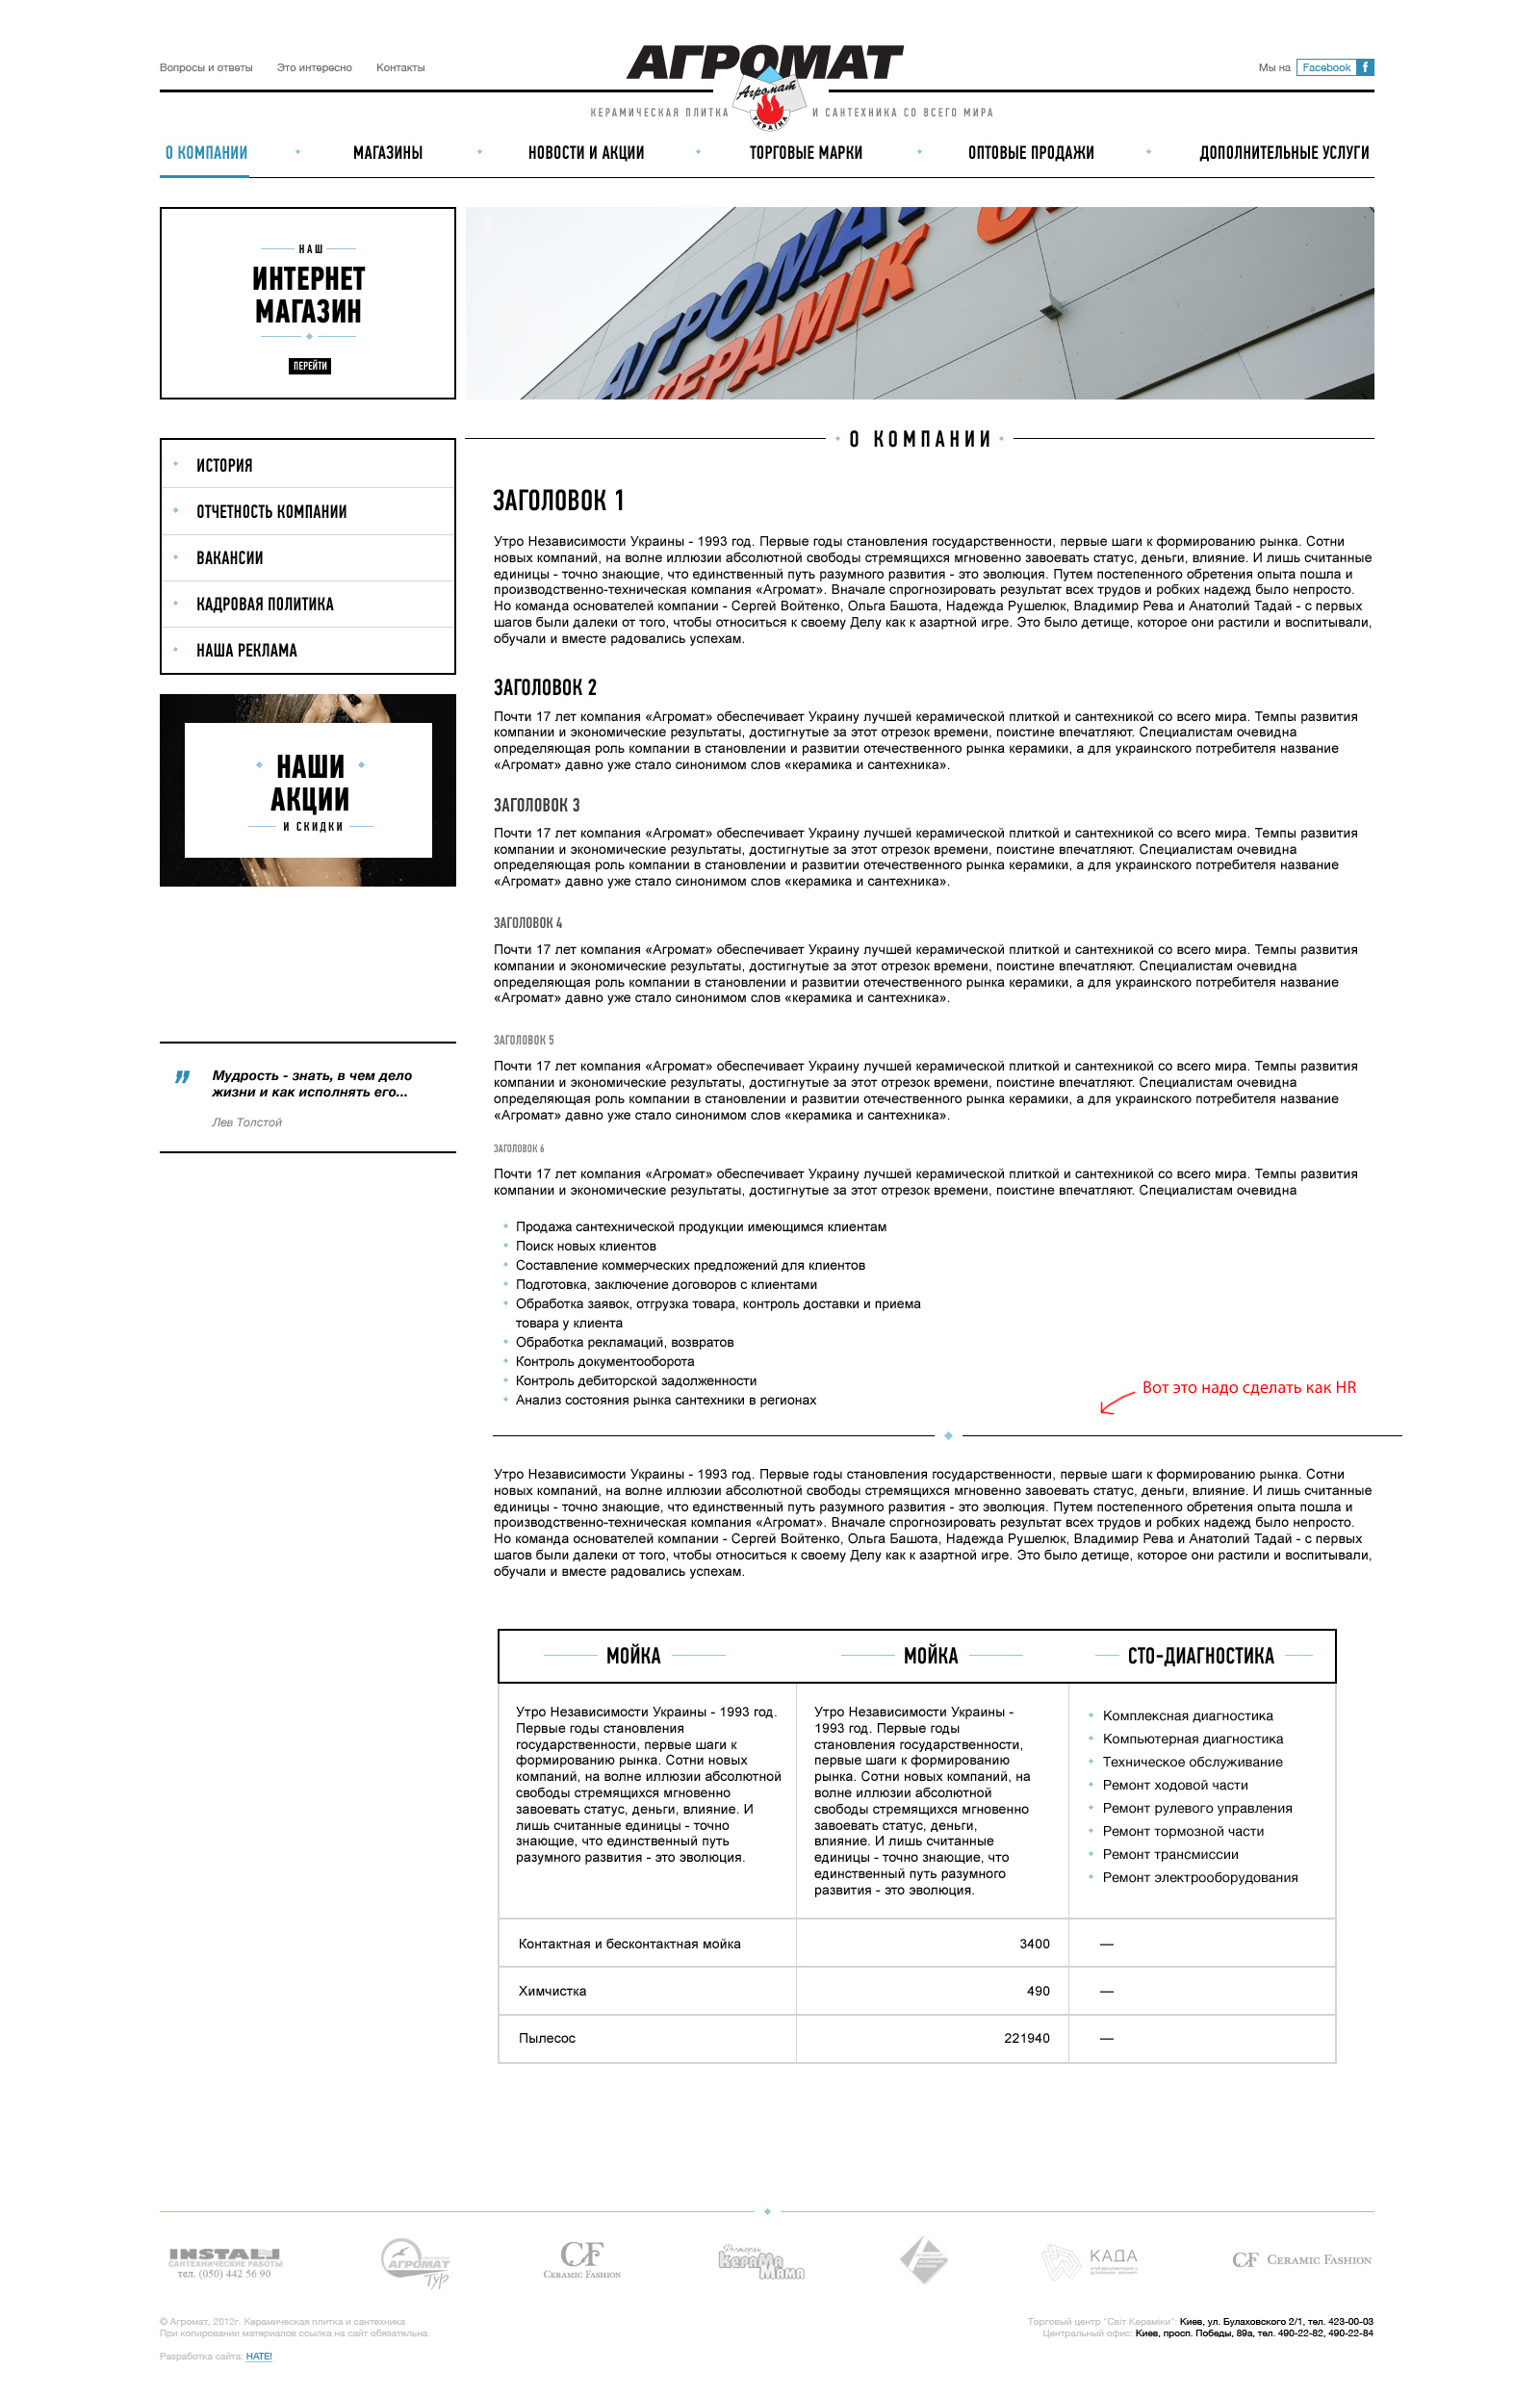 Вопросы и ответы Это интересно Контакты
АГРОМАТ
Мы на Facebook f
Агромат
УКРАЇНА
КЕРАМИЧЕСКАЯ ПЛИТКА И САНТЕХНИКА СО ВСЕГО МИРА
О КОМПАНИИ МАГАЗИНЫ НОВОСТИ И АКЦИИ ТОРГОВЫЕ МАРКИ ОПТОВЫЕ ПРОДАЖИ ДОПОЛНИТЕЛЬНЫЕ УСЛУГИ
НАШ
ИНТЕРНЕТ
МАГАЗИН
ПЕРЕЙТИ
АГРОМАТ
КЕРАМІК
О КОМПАНИИ
ИСТОРИЯ
ОТЧЕТНОСТЬ КОМПАНИИ
ВАКАНСИИ
КАДРОВАЯ ПОЛИТИКА
НАША РЕКЛАМА
НАШИ
АКЦИИ
И СКИДКИ
” Мудрость - знать, в чем дело
жизни и как исполнять его...
Лев Толстой
ЗАГОЛОВОК 1
Утро Независимости Украины - 1993 год. Первые годы становления государственности, первые шаги к формированию рынка. Сотни
новых компаний, на волне иллюзии абсолютной свободы стремящихся мгновенно завоевать статус, деньги, влияние. И лишь считанные
единицы - точно знающие, что единственный путь разумного развития - это эволюция. Путем постепенного обретения опыта пошла и
производственно-техническая компания «Агромат». Вначале спрогнозировать результат всех трудов и робких надежд было непросто.
Но команда основателей компании - Сергей Войтенко, Ольга Башота, Надежда Рушелюк, Владимир Рева и Анатолий Тадай - с первых
шагов были далеки от того, чтобы относиться к своему Делу как к азартной игре. Это было детище, которое они растили и воспитывали,
обучали и вместе радовались успехам.
ЗАГОЛОВОК 2
Почти 17 лет компания «Агромат» обеспечивает Украину лучшей керамической плиткой и сантехникой со всего мира. Темпы развития
компании и экономические результаты, достигнутые за этот отрезок времени, поистине впечатляют. Специалистам очевидна
определяющая роль компании в становлении и развитии отечественного рынка керамики, а для украинского потребителя название
«Агромат» давно уже стало синонимом слов «керамика и сантехника».
ЗАГОЛОВОК 3
Почти 17 лет компания «Агромат» обеспечивает Украину лучшей керамической плиткой и сантехникой со всего мира. Темпы развития
компании и экономические результаты, достигнутые за этот отрезок времени, поистине впечатляют. Специалистам очевидна
определяющая роль компании в становлении и развитии отечественного рынка керамики, а для украинского потребителя название
«Агромат» давно уже стало синонимом слов «керамика и сантехника».
ЗАГОЛОВОК 4
Почти 17 лет компания «Агромат» обеспечивает Украину лучшей керамической плиткой и сантехникой со всего мира. Темпы развития
компании и экономические результаты, достигнутые за этот отрезок времени, поистине впечатляют. Специалистам очевидна
определяющая роль компании в становлении и развитии отечественного рынка керамики, а для украинского потребителя название
«Агромат» давно уже стало синонимом слов «керамика и сантехника».
ЗАГОЛОВОК 5
Почти 17 лет компания «Агромат» обеспечивает Украину лучшей керамической плиткой и сантехникой со всего мира. Темпы развития
компании и экономические результаты, достигнутые за этот отрезок времени, поистине впечатляют. Специалистам очевидна
определяющая роль компании в становлении и развитии отечественного рынка керамики, а для украинского потребителя название
«Агромат» давно уже стало синонимом слов «керамика и сантехника».
ЗАГОЛОВОК 6
Почти 17 лет компания «Агромат» обеспечивает Украину лучшей керамической плиткой и сантехникой со всего мира. Темпы развития
компании и экономические результаты, достигнутые за этот отрезок времени, поистине впечатляют. Специалистам очевидна
Продажа сантехнической продукции имеющимся клиентам
Поиск новых клиентов
Составление коммерческих предложений для клиентов
Подготовка, заключение договоров с клиентами
Обработка заявок, отгрузка товара, контроль доставки и приема
товара у клиента
Обработка рекламаций, возвратов
Контроль документооборота
Контроль дебиторской задолженности
Анализ состояния рынка сантехники в регионах
Вот это надо сделать как HR
Утро Независимости Украины - 1993 год. Первые годы становления государственности, первые шаги к формированию рынка. Сотни
новых компаний, на волне иллюзии абсолютной свободы стремящихся мгновенно завоевать статус, деньги, влияние. И лишь считанные
единицы - точно знающие, что единственный путь разумного развития - это эволюция. Путем постепенного обретения опыта пошла и
производственно-техническая компания «Агромат». Вначале спрогнозировать результат всех трудов и робких надежд было непросто.
Но команда основателей компании - Сергей Войтенко, Ольга Башота, Надежда Рушелюк, Владимир Рева и Анатолий Тадай - с первых
шагов были далеки от того, чтобы относиться к своему Делу как к азартной игре. Это было детище, которое они растили и воспитывали,
обучали и вместе радовались успехам.
МОЙКА МОЙКА СТО-ДИАГНОСТИКА
Утро Независимости Украины - 1993 год.
Первые годы становления
государственности, первые шаги к
формированию рынка. Сотни новых
компаний, на волне иллюзии абсолютной
свободы стремящихся мгновенно
завоевать статус, деньги, влияние. И
лишь считанные единицы - точно
знающие, что единственный путь
разумного развития - это эволюция.
Утро Независимости Украины -
1993 год. Первые годы
становления государственности,
первые шаги к формированию
рынка. Сотни новых компаний, на
волне иллюзии абсолютной
свободы стремящихся мгновенно
завоевать статус, деньги,
влияние. И лишь считанные
единицы - точно знающие, что
единственный путь разумного
развития - это эволюция.
Комплексная диагностика
Компьютерная диагностика
Техническое обслуживание
Ремонт ходовой части
Ремонт рулевого управления
Ремонт тормозной части
Ремонт трансмиссии
Ремонт электрооборудования
Контактная и бесконтактная мойка 3400 —
Химчистка 490 —
Пылесос 221940 —
INSTALL
САНТЕХНИЧЕСКИЕ РАБОТЫ
тел. (050) 442 56 90
АГРОМАТ
Тур
CF
CERAMIC FASHION
Кера Ма
Мама
КАДА
CF CERAMIC FASHION
© Агромат, 2012г. Керамическая плитка и сантехника
При копировании материалов ссылка на сайт обязательна.
Разработка сайта: HATE!
Торговый центр "Світ Кераміки": Киев, ул. Булаховского 2/1, тел. 423-00-03
Центральный офис: Киев, просп. Победы, 89а, тел. 490-22-82, 490-22-84